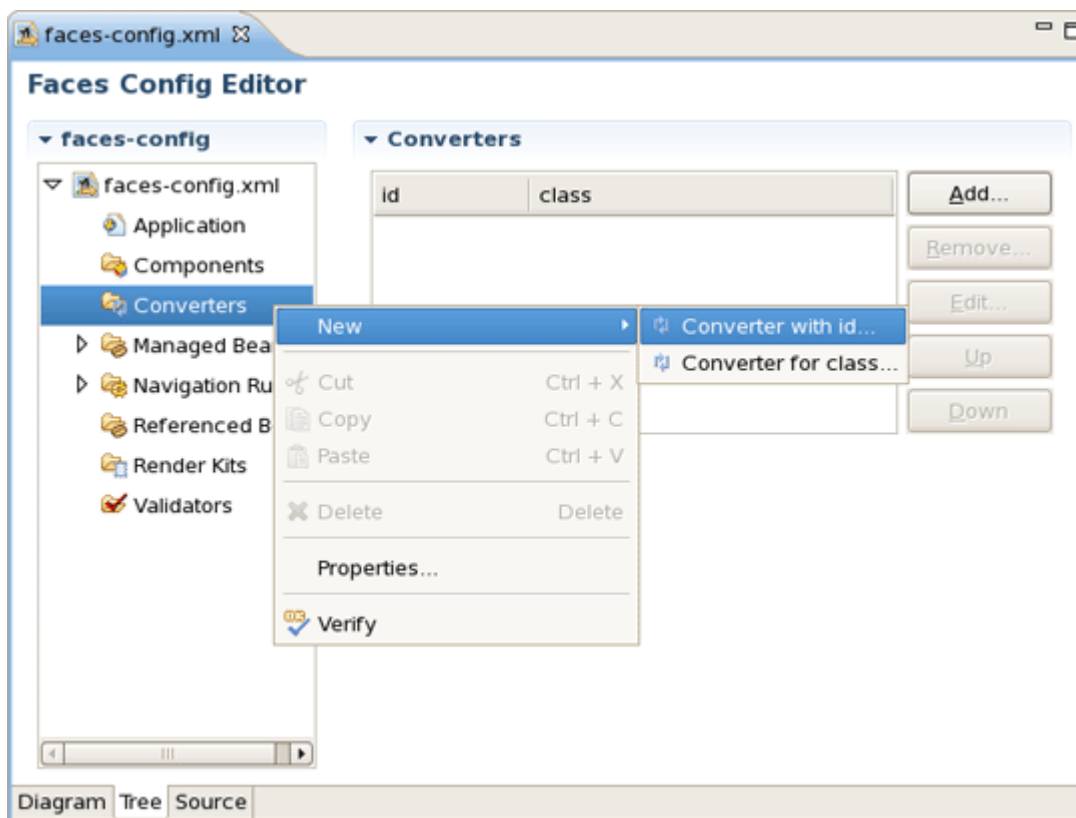 faces-config.xml
Faces Config Editor
faces-config
faces-config.xml
Application
Components
Converters
Managed Bea
Navigation Ru
Referenced B
Render Kits
Validators
Converters
id class
Add...
Remove...
Edit...
Up
Down
New
Cut Ctrl + X
Copy Ctrl + C
Paste Ctrl + V
Delete Delete
Properties...
Verify
Converter with id...
Converter for class...
Diagram Tree Source